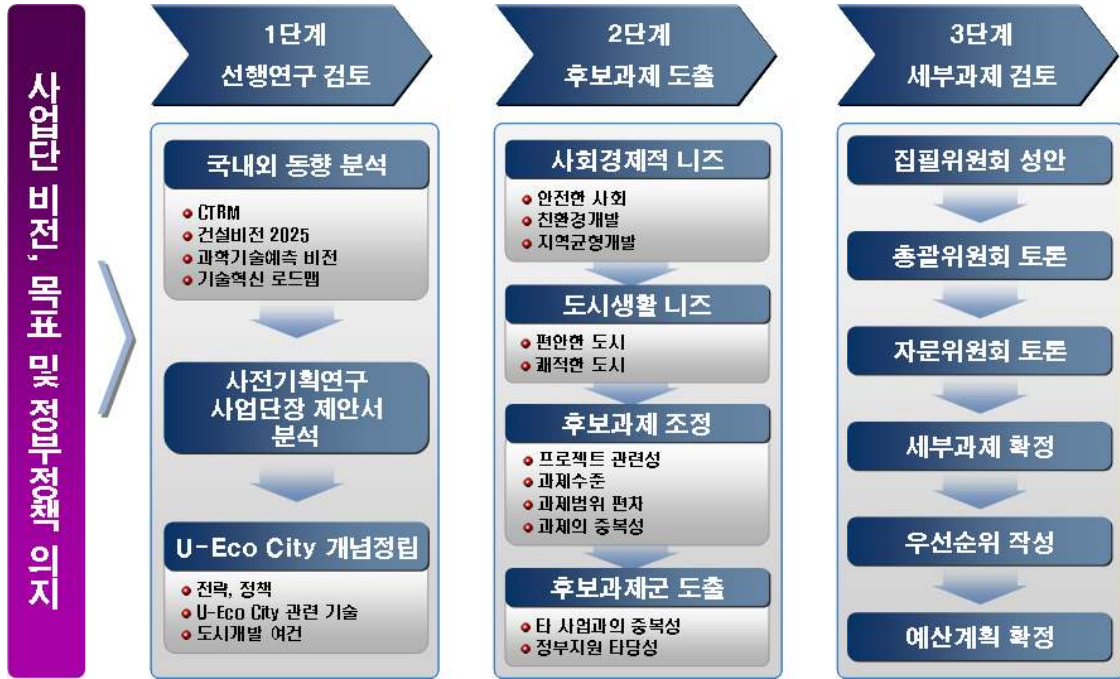 사업단 비전, 목표 및 정부정책 의지
1단계
선행연구 검토
국내외 동향 분석
CTRM
건설비전 2025
과학기술예측 비전
기술혁신 로드맵
사전기획연구
사업단장 제안서
분석
U-Eco City 개념정립
전략, 정책
U-Eco City 관련 기술
도시개발 여건
2단계
후보과제 도출
사회경제적 니즈
안전한 사회
친환경개발
지역균형개발
도시생활 니즈
편안한 도시
쾌적한 도시
후보과제 조정
프로젝트 관련성
과제수준
과제범위 편차
과제의 중복성
후보과제군 도출
타 사업과의 중복성
정부지원 타당성
3단계
세부과제 검토
집필위원회 성안
총괄위원회 토론
자문위원회 토론
세부과제 확정
우선순위 작성
예산계획 확정